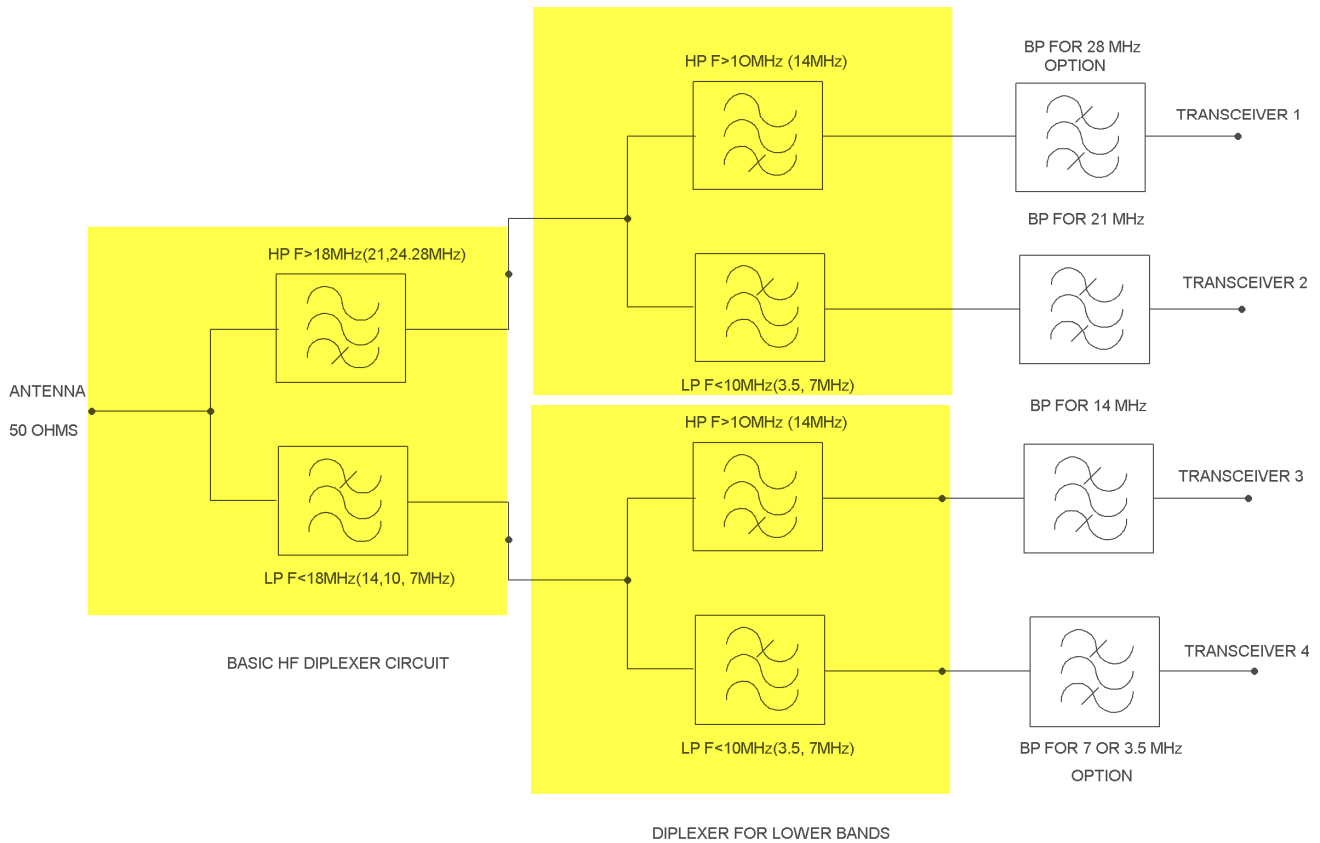 HP F>1OMHz (14MHz)
BP FOR 28 MHz
OPTION
TRANSCEIVER 1
BP FOR 21 MHz
HP F>18MHz(21,24.28MHz)
TRANSCEIVER 2
ANTENNA
50 OHMS
LP F<10MHz(3.5, 7MHz)
BP FOR 14 MHz
HP F>1OMHz (14MHz)
TRANSCEIVER 3
LP F<18MHz(14,10, 7MHz)
BASIC HF DIPLEXER CIRCUIT
TRANSCEIVER 4
LP F<10MHz(3.5, 7MHz)
BP FOR 7 OR 3.5 MHz
OPTION
DIPLEXER FOR LOWER BANDS